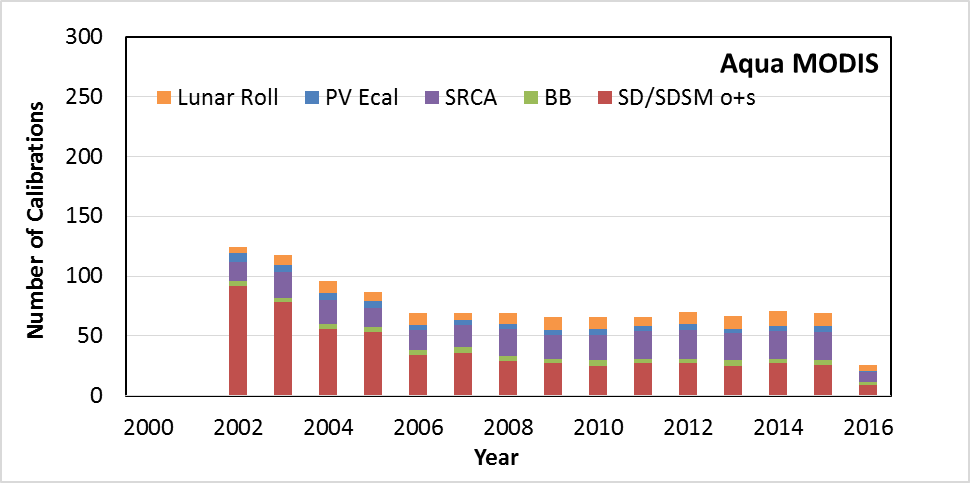 300
Aqua MODIS
250
Lunar Roll PV Ecal SRCA BB SD/SDSM o+s
200
150
100
50
0
Number of Calibrations
2000 2002 2004 2006 2008 2010 2012 2014 2016
Year